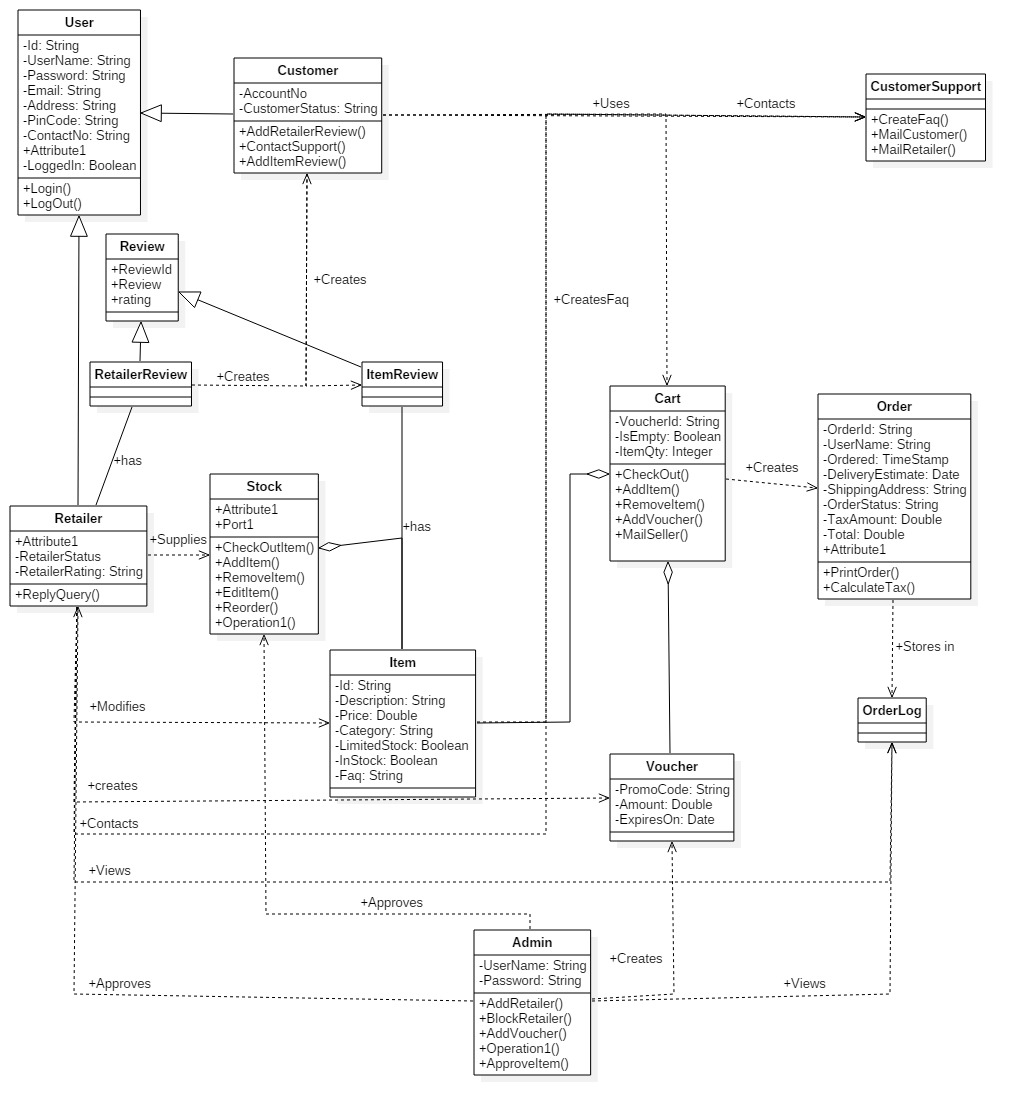 User
-Id: String
-UserName: String
-Password: String
-Email: String
-Address: String
-PinCode: String
-ContactNo: String
+Attribute1
-LoggedIn: Boolean
+Login()
+LogOut()
Customer
-AccountNo
-CustomerStatus: String
+AddRetailerReview()
+ContactSupport()
+AddItemReview()
+Uses
+Contacts
CustomerSupport
+CreateFaq()
+MailCustomer()
+MailRetailer()
Review
+ReviewId
+Review
+rating
+Creates
+CreatesFaq
RetailerReview
+Creates
ItemReview
+has
Cart
-VoucherId: String
-IsEmpty: Boolean
-ItemQty: Integer
+CheckOut()
+AddItem()
+RemoveItem()
+AddVoucher()
+MailSeller()
+Creates
Order
-OrderId: String
-UserName: String
-Ordered: TimeStamp
-DeliveryEstimate: Date
-ShippingAddress: String
-OrderStatus: String
-TaxAmount: Double
-Total: Double
+Attribute1
+PrintOrder()
+CalculateTax()
Retailer
+Attribute1
-RetailerStatus
-RetailerRating: String
+ReplyQuery()
+Supplies
Stock
+Attribute1
+Port1
+CheckOutItem()
+AddItem()
+RemoveItem()
+EditItem()
+Reorder()
+Operation1()
+has
+Stores in
Item
-Id: String
-Description: String
-Price: Double
-Category: String
-LimitedStock: Boolean
-InStock: Boolean
-Faq: String
+Modifies
OrderLog
+creates
Voucher
-PromoCode: String
-Amount: Double
-ExpiresOn: Date
+Contacts
+Views
+Approves
Admin
-UserName: String
-Password: String
+AddRetailer()
+BlockRetailer()
+AddVoucher()
+Operation1()
+ApproveItem()
+Creates
+Approves
+Views